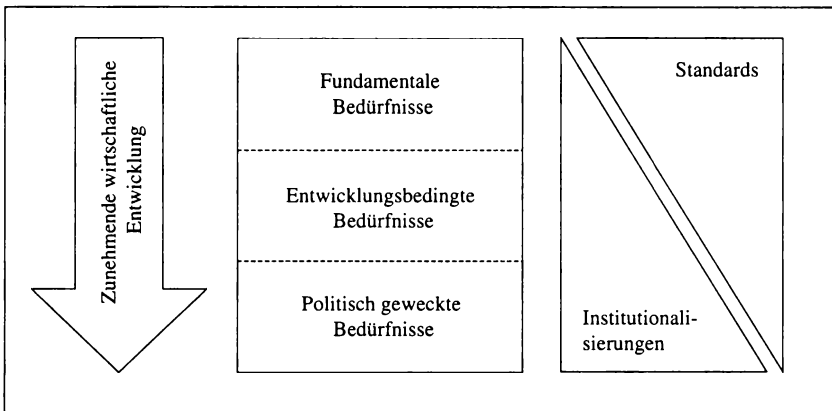 Zunehmende wirtschaftliche
Entwicklung
Fundamentale
Bedürfnisse
Entwicklungsbedingte
Bedürfnisse
Politisch geweckte
Bedürfnisse
Standards
Institutionali-
sierungen